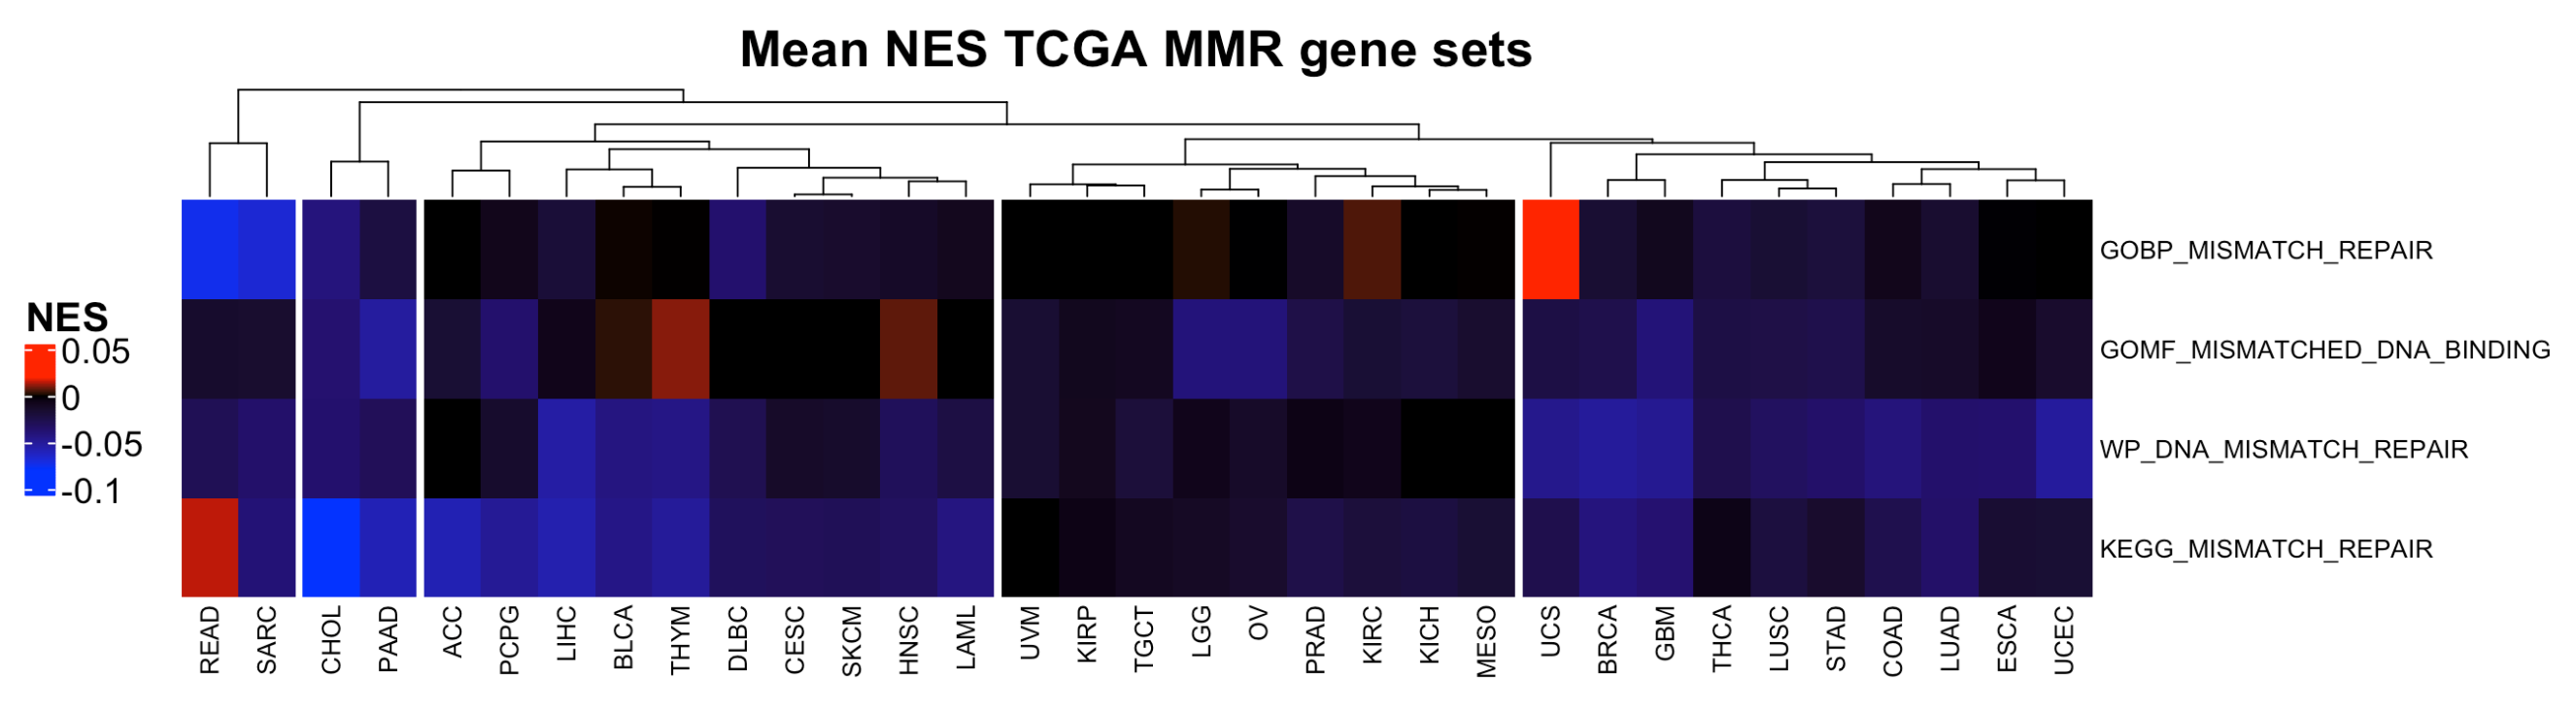 Mean NES TCGA MMR gene sets
GOBP_MISMATCH_REPAIR
NES
0.05
0
-0.05
-0.1
GOMF_MISMATCHED_DNA_BINDING
WP_DNA_MISMATCH_REPAIR
KEGG_MISMATCH_REPAIR
READ
SARC
CHOL
PAAD
ACC
PCPG
LIHC
BLCA
THYM
DLBC
CESC
SKCM
HNSC
LAML
UVM
KIRP
TGCT
LGG
OV
PRAD
KIRC
KICH
MESO
UCS
BRCA
GBM
THCA
LUSC
STAD
COAD
LUAD
ESCA
UCEC